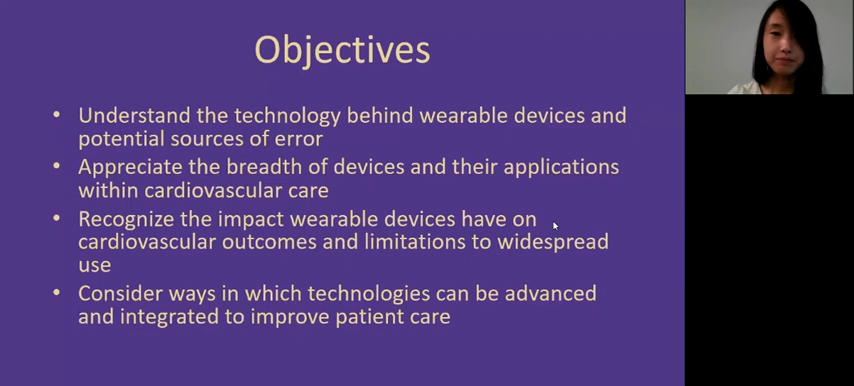 Objectives
• Understand the technology behind wearable devices and
potential sources of error
• Appreciate the breadth of devices and their applications
within cardiovascular care
• Recognize the impact wearable devices have on
cardiovascular outcomes and limitations to widespread
use
• Consider ways in which technologies can be advanced
and integrated to improve patient care